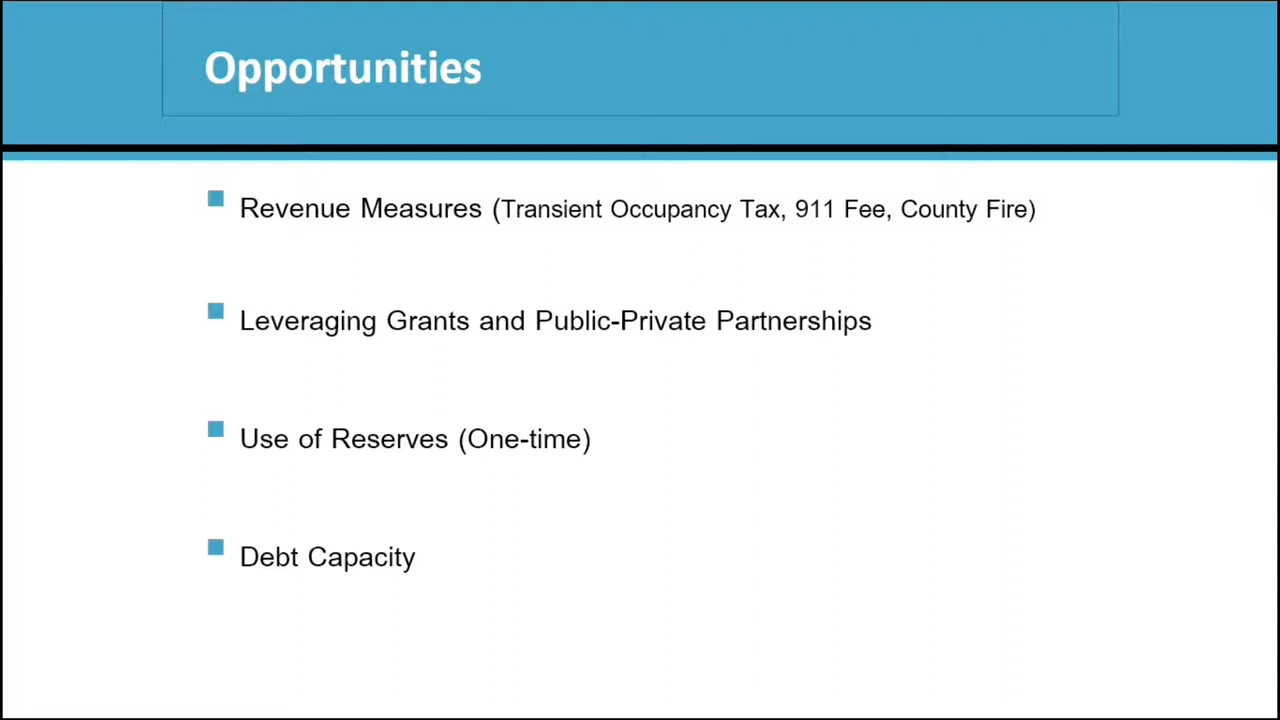 Opportunities
Revenue Measures (Transient Occupancy Tax, 911 Fee, County Fire)
Leveraging Grants and Public-Private Partnerships
Use of Reserves (One-time)
Debt Capacity